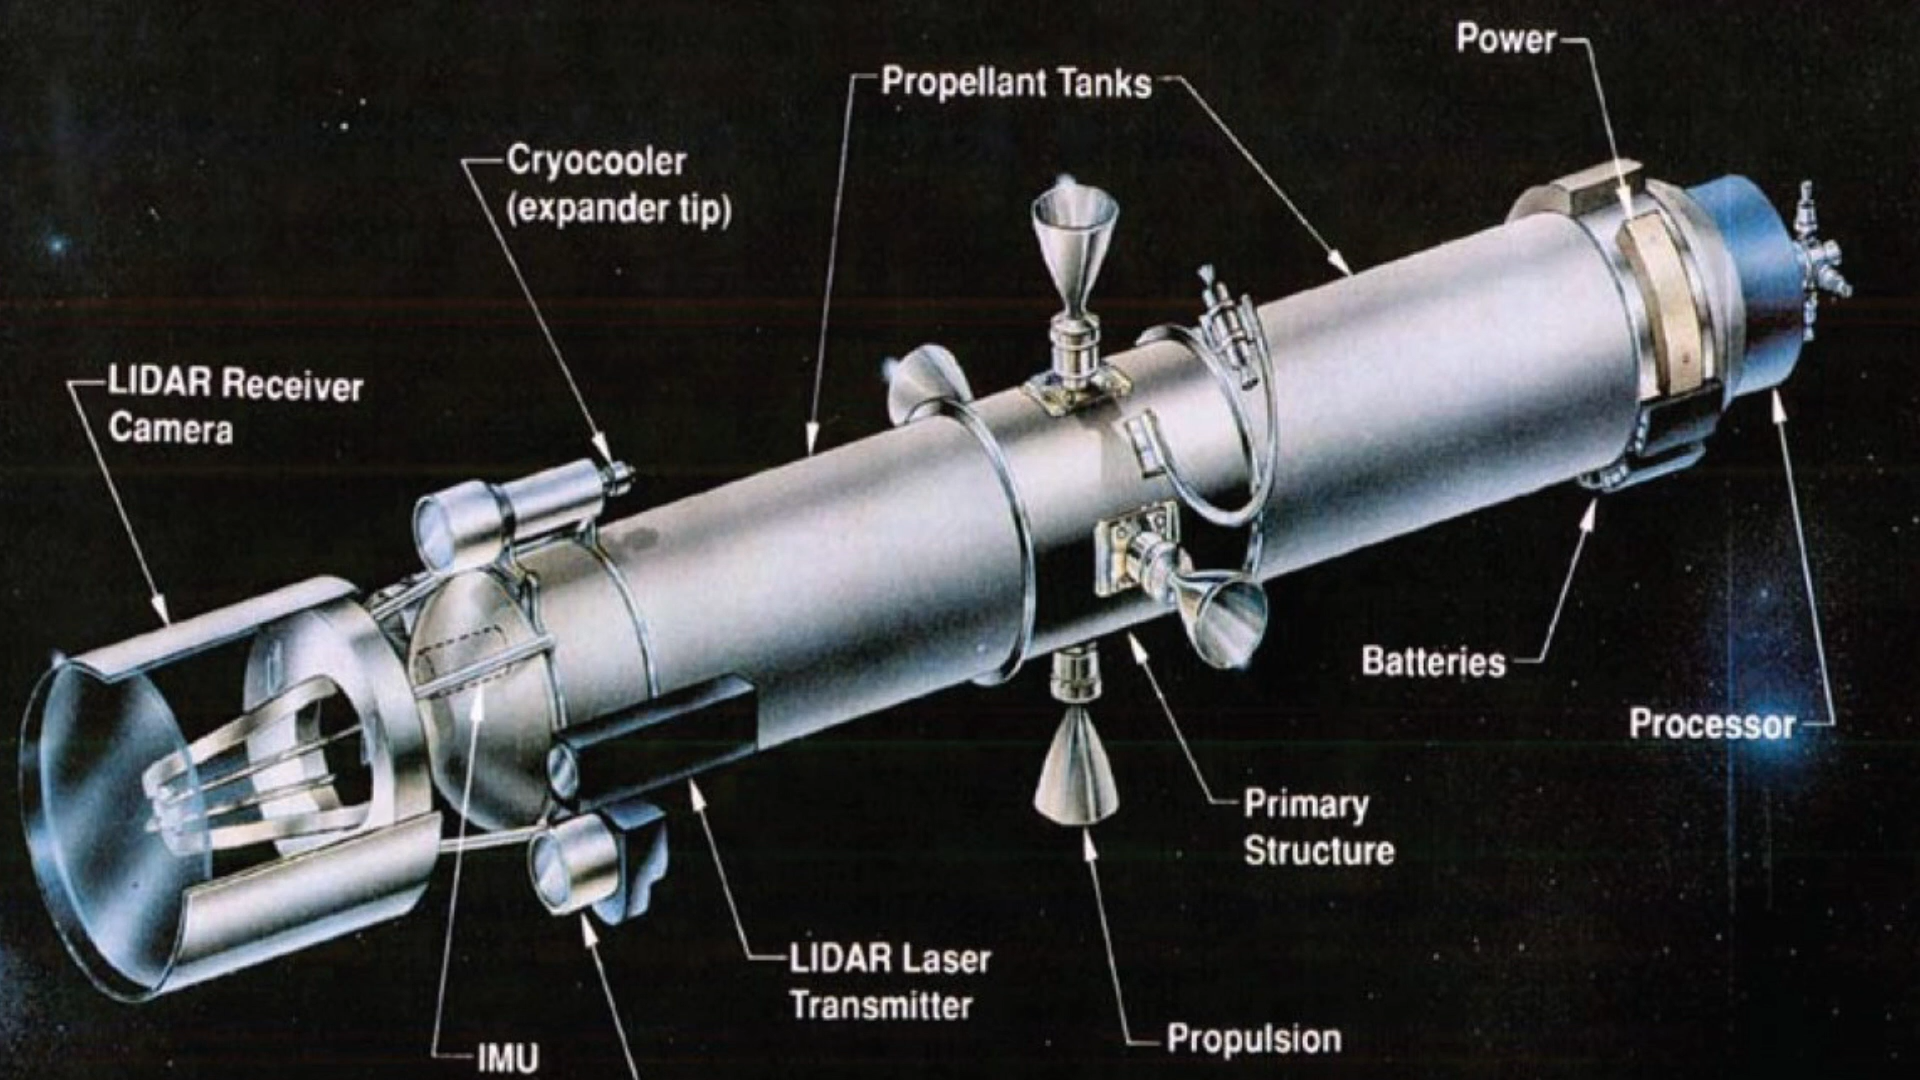 Power
Propellant Tanks
Cryocooler
(expander tip)
LIDAR Receiver
Camera
Batteries
Processor
Primary
Structure
LIDAR Laser
Transmitter
Propulsion
IMU